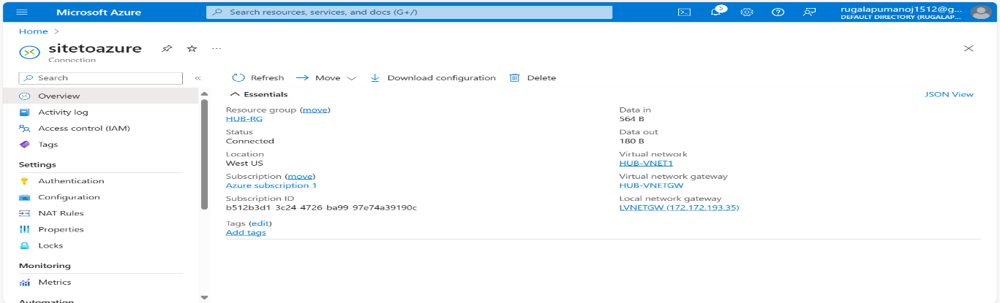 Microsoft Azure
Search resources, services, and docs (G+/)
5
rugalapumanoj1512@g...
DEFAULT DIRECTORY (RUGALAP...
Home >
sitetoazure
...
Connection
Search
«
Refresh
Move
Download configuration
Delete
Overview
Activity log
Access control (IAM)
Tags
Settings
Authentication
Configuration
NAT Rules
Properties
Locks
Monitoring
Metrics
Automation
Essentials
JSON View
Resource group (move)
HUB-RG
Status
Connected
Location
West US
Subscription (move)
Azure subscription 1
Subscription ID
b512b3d1-3c24-4726-ba99-97e74a39190c
Tags (edit)
Add tags
Data in
564 B
Data out
180 B
Virtual network
HUB-VNET1
Virtual network gateway
HUB-VNETGW
Local network gateway
LVNETGW (172.172.193.35)